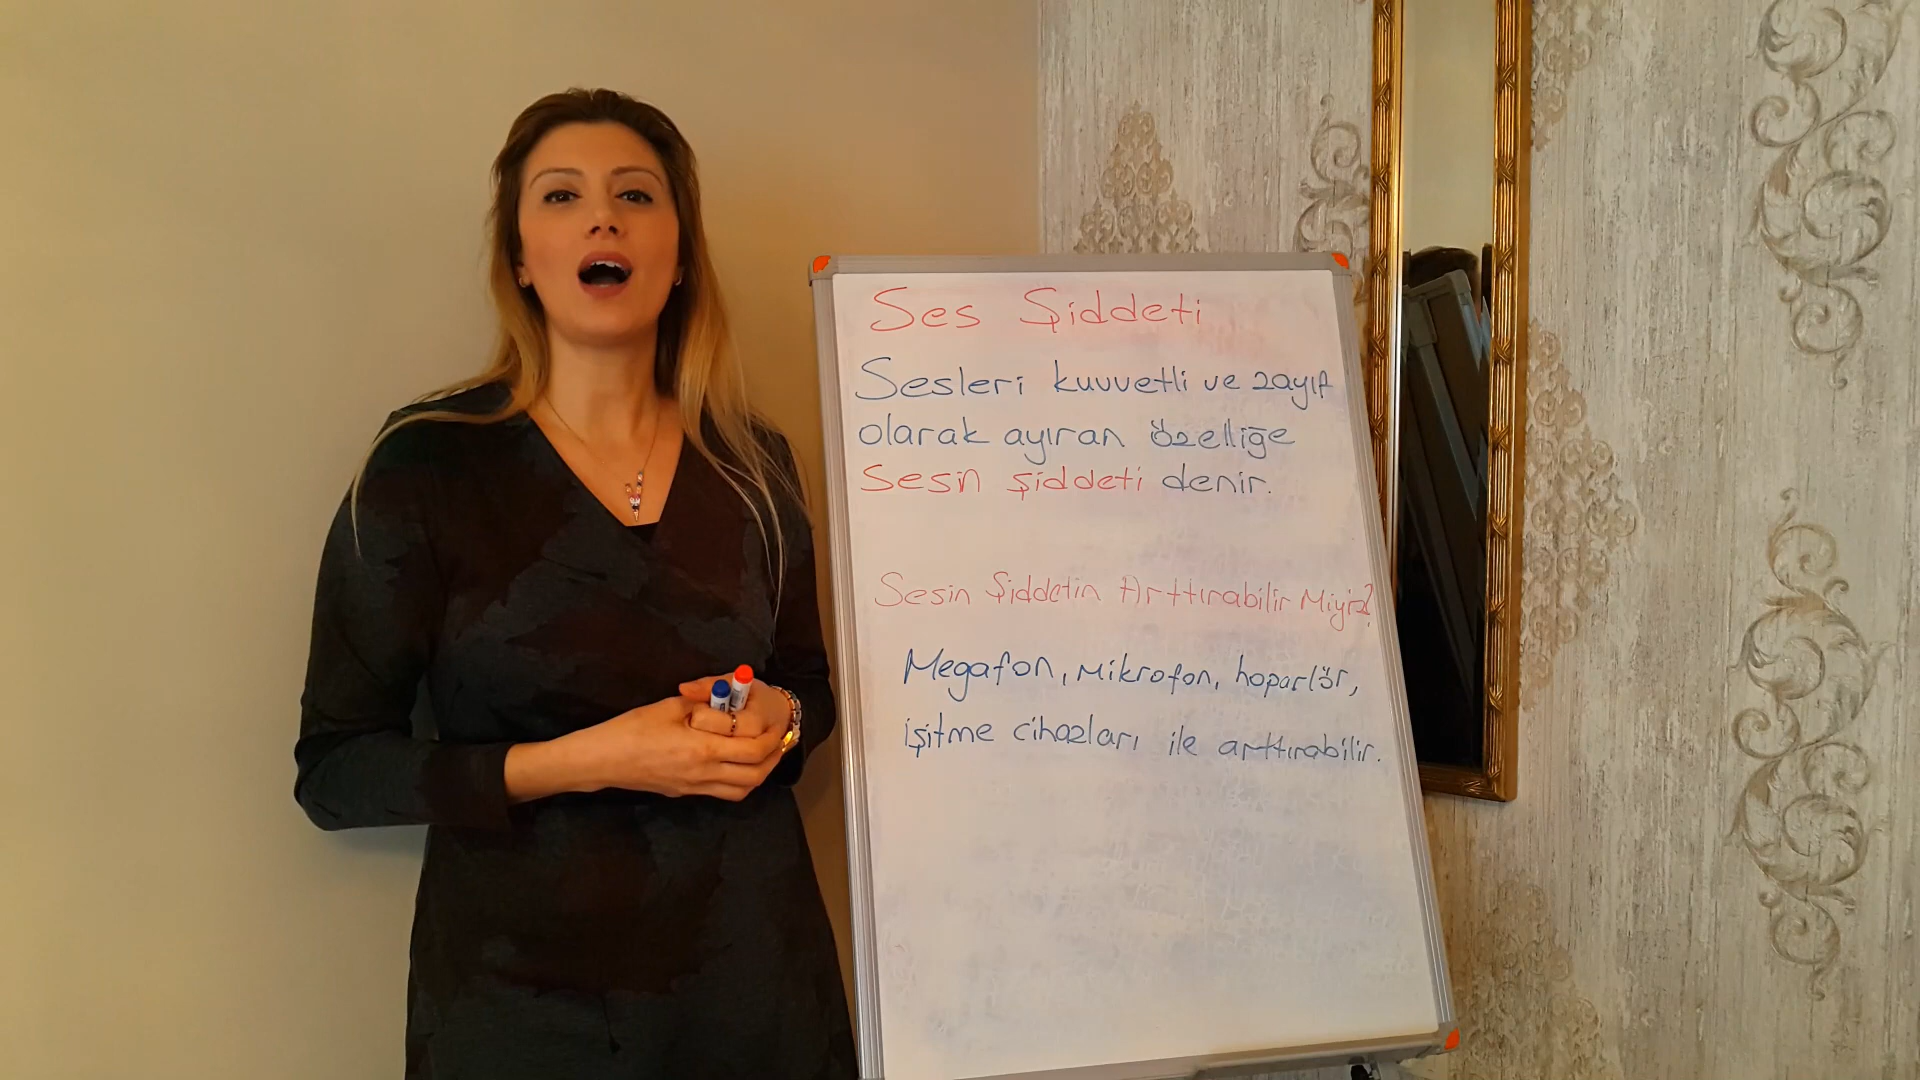 Ses Şiddeti
Sesleri kuvvetli ve zayıf
olarak ayıran özelliğe
Sesin şiddeti denir.
Sesin Şiddetin Arttırabilir Miyiz?
Megafon, Mikrofon, hoparlör,
işitme cihazları ile arttırabilir.